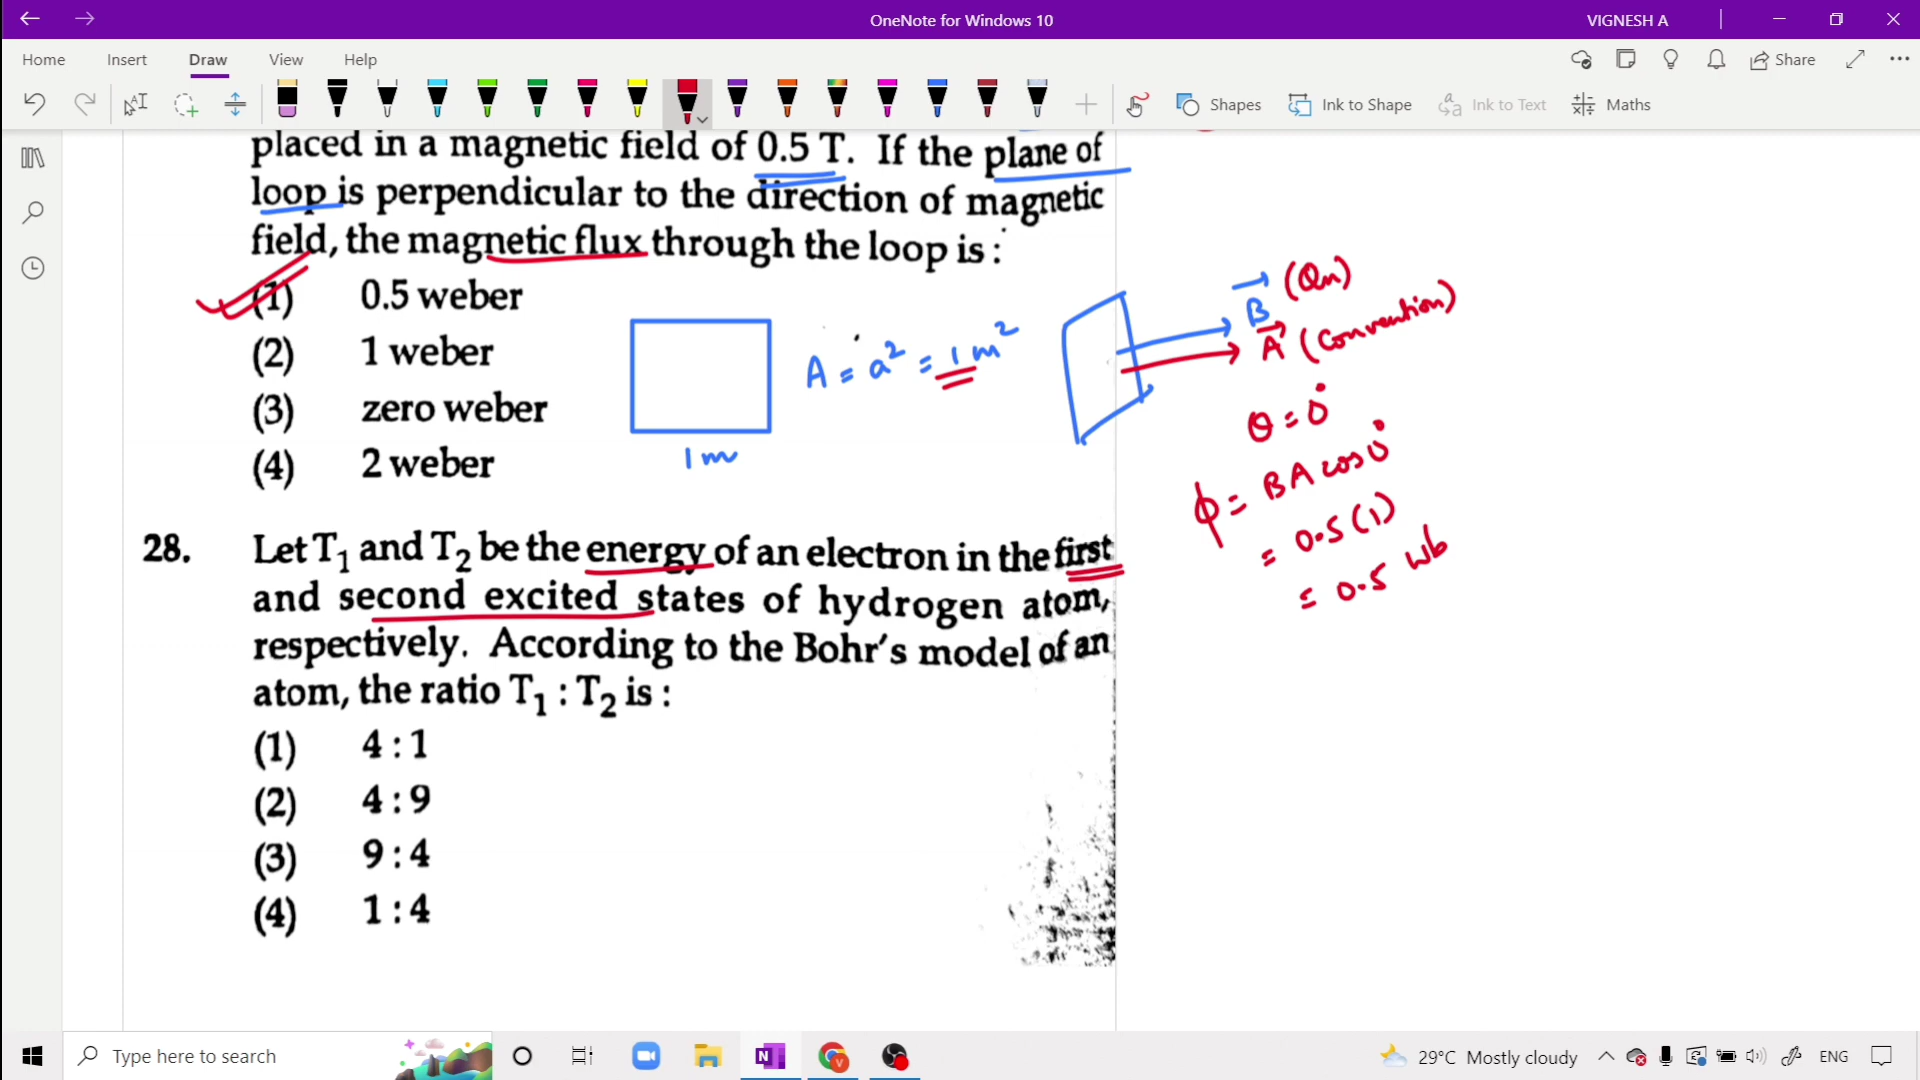 OneNote for Windows 10
VIGNESH A
Home Insert Draw View Help
Share
Shapes Ink to Shape Ink to Text Maths
placed in a magnetic field of 0.5 T. If the plane of
loop is perpendicular to the direction of magnetic
field, the magnetic flux through the loop is :
(1) 0.5 weber
(2) 1 weber
(3) zero weber
(4) 2 weber
A = a² = 1 m²
1 m
B (Qn)
A (Convention)
θ = 0°
ϕ = BA cos 0°
= 0.5 (1)
= 0.5 wb
28. Let T₁ and T₂ be the energy of an electron in the first
and second excited states of hydrogen atom,
respectively. According to the Bohr's model of an
atom, the ratio T₁ : T₂ is :
(1) 4 : 1
(2) 4 : 9
(3) 9 : 4
(4) 1 : 4
Type here to search
29°C Mostly cloudy
ENG